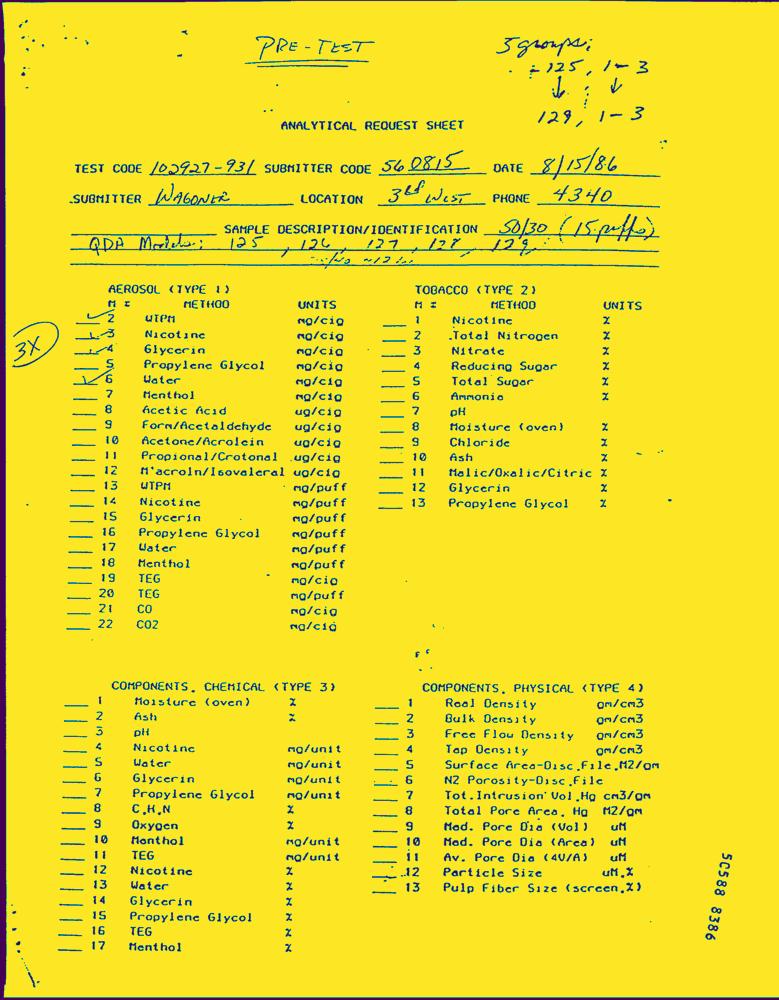 PRE-TEST
5 groups:
125, 1-3
129, 1-3
ANALYTICAL REQUEST SHEET
TEST CODE 102927-931 SUBMITTER CODE 560815 DATE 8/15/86
SUBMITTER WAGONER LOCATION 3rd West PHONE 4340
SAMPLE DESCRIPTION/IDENTIFICATION 50/30 (15 puffs)
QDA Models: 125, 126, 127, 128, 129
3X
AEROSOL (TYPE 1)
M # METHOD UNITS
2 WTPM mg/cig
3 Nicotine mg/cig
4 Glycerin mg/cig
5 Propylene Glycol mg/cig
6 Water mg/cig
7 Menthol mg/cig
8 Acetic Acid ug/cig
9 Form/Acetaldehyde ug/cig
10 Acetone/Acrolein ug/cig
11 Propional/Crotonal ug/cig
12 M'acroln/Isovaleral ug/cig
13 WTPM mg/puff
14 Nicotine mg/puff
15 Glycerin mg/puff
16 Propylene Glycol mg/puff
17 Water mg/puff
18 Menthol mg/puff
19 TEG mg/cig
20 TEG mg/puff
21 CO mg/cig
22 CO2 mg/cig
TOBACCO (TYPE 2)
M # METHOD UNITS
1 Nicotine %
2 Total Nitrogen %
3 Nitrate %
4 Reducing Sugar %
5 Total Sugar %
6 Ammonia %
7 pH
8 Moisture (oven) %
9 Chloride %
10 Ash %
11 Malic/Oxalic/Citric %
12 Glycerin %
13 Propylene Glycol %
COMPONENTS, CHEMICAL (TYPE 3)
1 Moisture (oven) %
2 Ash %
3 pH
4 Nicotine mg/unit
5 Water mg/unit
6 Glycerin mg/unit
7 Propylene Glycol mg/unit
8 C,H,N %
9 Oxygen %
10 Menthol mg/unit
11 TEG mg/unit
12 Nicotine %
13 Water %
14 Glycerin %
15 Propylene Glycol %
16 TEG %
17 Menthol %
COMPONENTS, PHYSICAL (TYPE 4)
1 Real Density gm/cm3
2 Bulk Density gm/cm3
3 Free Flow Density gm/cm3
4 Tap Density gm/cm3
5 Surface Area-Disc,File,M2/gm
6 N2 Porosity-Disc,File
7 Tot.Intrusion Vol,Hg cm3/gm
8 Total Pore Area, Hg M2/gm
9 Med. Pore Dia (Vol) uM
10 Med. Pore Dia (Area) uM
11 Av. Pore Dia (4V/A) uM
12 Particle Size uM,%
13 Pulp Fiber Size (screen,%)
50588 8386